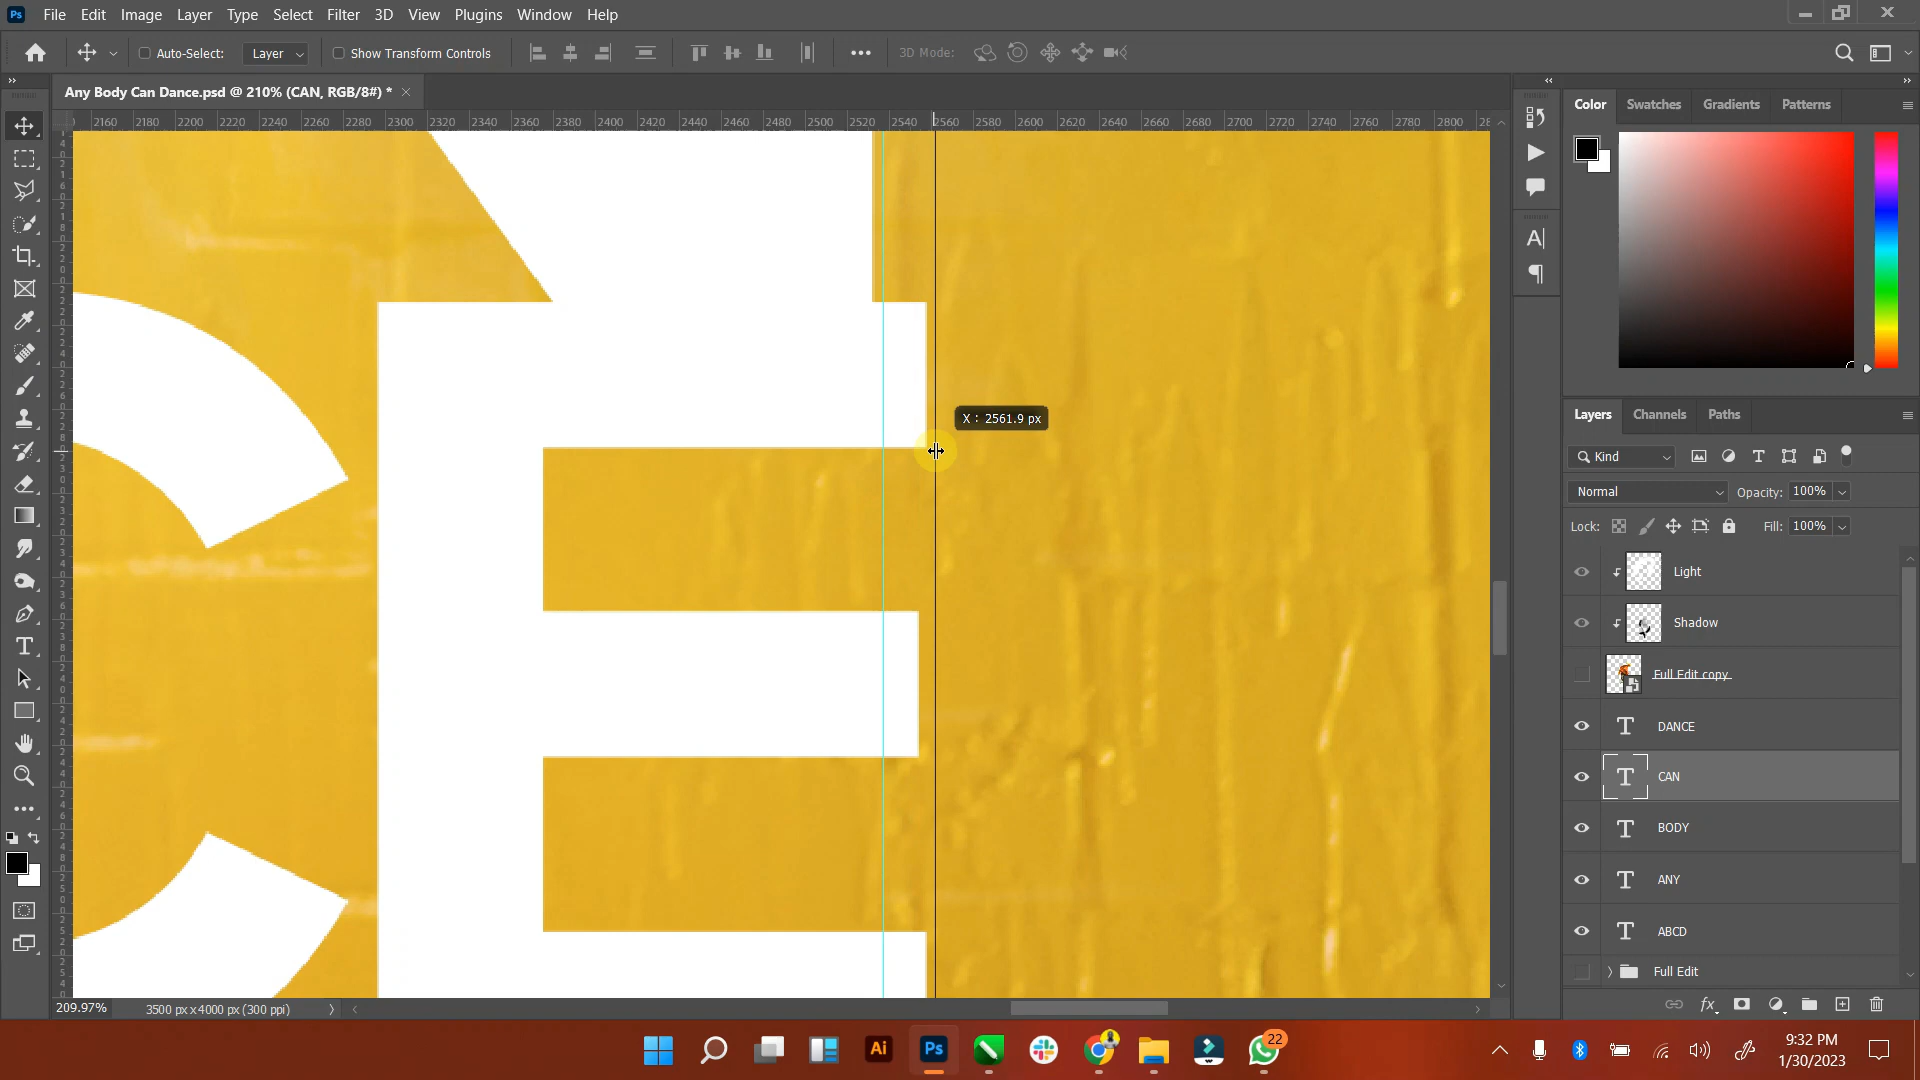 Ps File Edit Image Layer Type Select Filter 3D View Plugins Window Help
Auto-Select: Layer Show Transform Controls 3D Mode:
Any Body Can Dance.psd @ 210% (CAN, RGB/8#) *
Color Swatches Gradients Patterns
2160 2180 2200 2220 2240 2260 2280 2300 2320 2340 2360 2380 2400 2420 2440 2460 2480 2500 2520 2540 2560 2580 2600 2620 2640 2660 2680 2700 2720 2740 2760 2780 2800
X : 2561.9 px
Layers Channels Paths
Kind
Normal Opacity: 100%
Lock: Fill: 100%
Light
Shadow
Full Edit copy
DANCE
CAN
BODY
ANY
ABCD
Full Edit
E
209.97% 3500 px x 4000 px (300 ppi)
Ai Ps 22
9:32 PM
1/30/2023